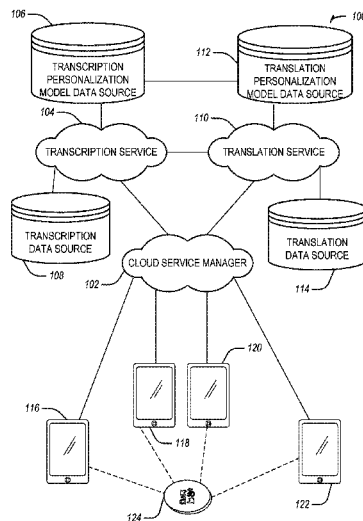 106
100
TRANSCRIPTION
PERSONALIZATION
MODEL DATA SOURCE
112
TRANSLATION
PERSONALIZATION
MODEL DATA SOURCE
104
110
TRANSCRIPTION SERVICE
TRANSLATION SERVICE
TRANSCRIPTION
DATA SOURCE
108
CLOUD SERVICE MANAGER
102
TRANSLATION
DATA SOURCE
114
116
118
120
122
124